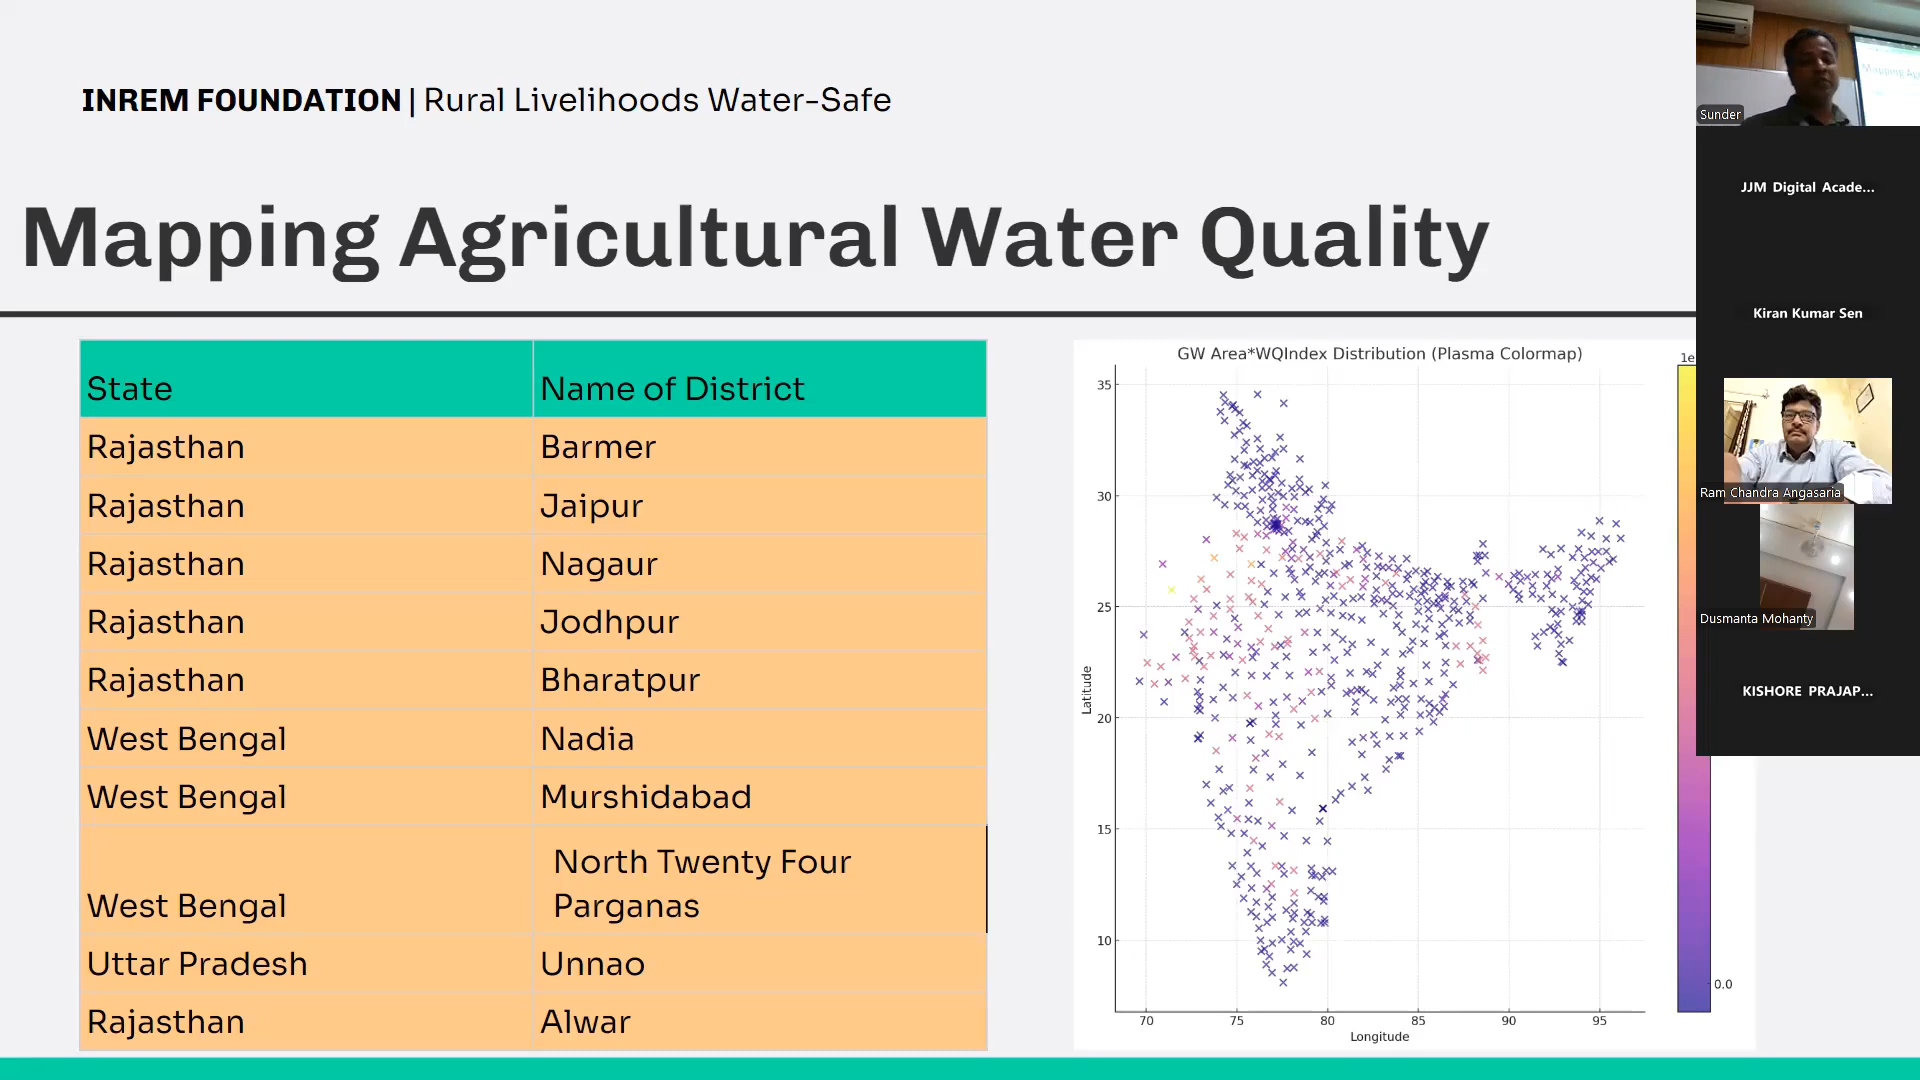 INREM FOUNDATION | Rural Livelihoods Water-Safe
Mapping Agricultural Water Quality
State Name of District
Rajasthan Barmer
Rajasthan Jaipur
Rajasthan Nagaur
Rajasthan Jodhpur
Rajasthan Bharatpur
West Bengal Nadia
West Bengal Murshidabad
West Bengal North Twenty Four
Parganas
Uttar Pradesh Unnao
Rajasthan Alwar
GW Area*WQIndex Distribution (Plasma Colormap)
1e
35
30
25
20
15
10
Latitude
70 75 80 85 90 95
Longitude
0.0
Mapping Ag
Sunder
JJM Digital Acade...
Kiran Kumar Sen
Ram Chandra Angasaria
Dusmanta Mohanty
KISHORE PRAJAP...